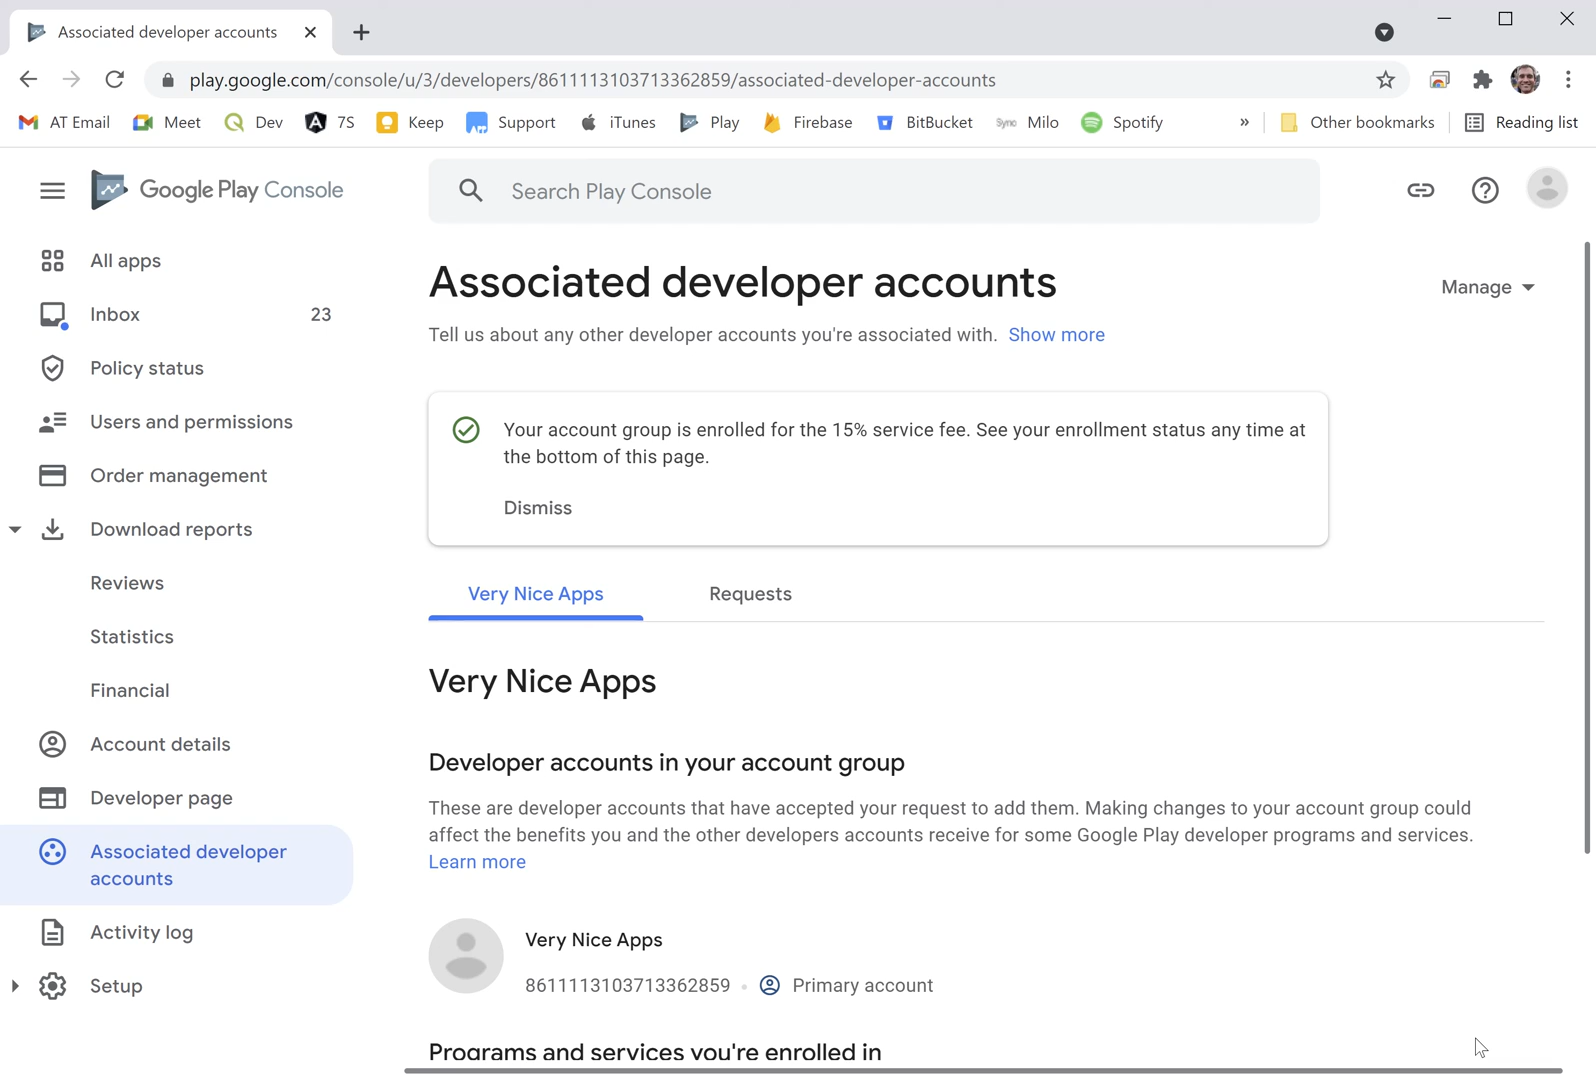 Associated developer accounts
play.google.com/console/u/3/developers/8611113103713362859/associated-developer-accounts
AT Email
Meet
Dev
7S
Keep
Support
iTunes
Play
Firebase
BitBucket
Sync
Milo
Spotify
»
Other bookmarks
Reading list
Google Play Console
Search Play Console
All apps
Inbox 23
Policy status
Users and permissions
Order management
Download reports
Reviews
Statistics
Financial
Account details
Developer page
Associated developer
accounts
Activity log
Setup
Associated developer accounts
Manage
Tell us about any other developer accounts you're associated with. Show more
Your account group is enrolled for the 15% service fee. See your enrollment status any time at
the bottom of this page.
Dismiss
Very Nice Apps
Requests
Very Nice Apps
Developer accounts in your account group
These are developer accounts that have accepted your request to add them. Making changes to your account group could
affect the benefits you and the other developers accounts receive for some Google Play developer programs and services.
Learn more
Very Nice Apps
8611113103713362859 • Primary account
Programs and services you're enrolled in